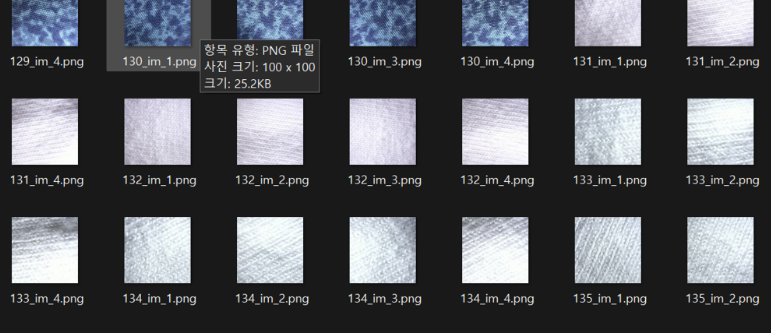 129_im_4.png
130_im_1.png
130_im_3.png
130_im_4.png
131_im_1.png
131_im_2.png
항목 유형: PNG 파일
사진 크기: 100 x 100
크기: 25.2KB
131_im_4.png
132_im_1.png
132_im_2.png
132_im_3.png
132_im_4.png
133_im_1.png
133_im_2.png
133_im_4.png
134_im_1.png
134_im_2.png
134_im_3.png
134_im_4.png
135_im_1.png
135_im_2.png